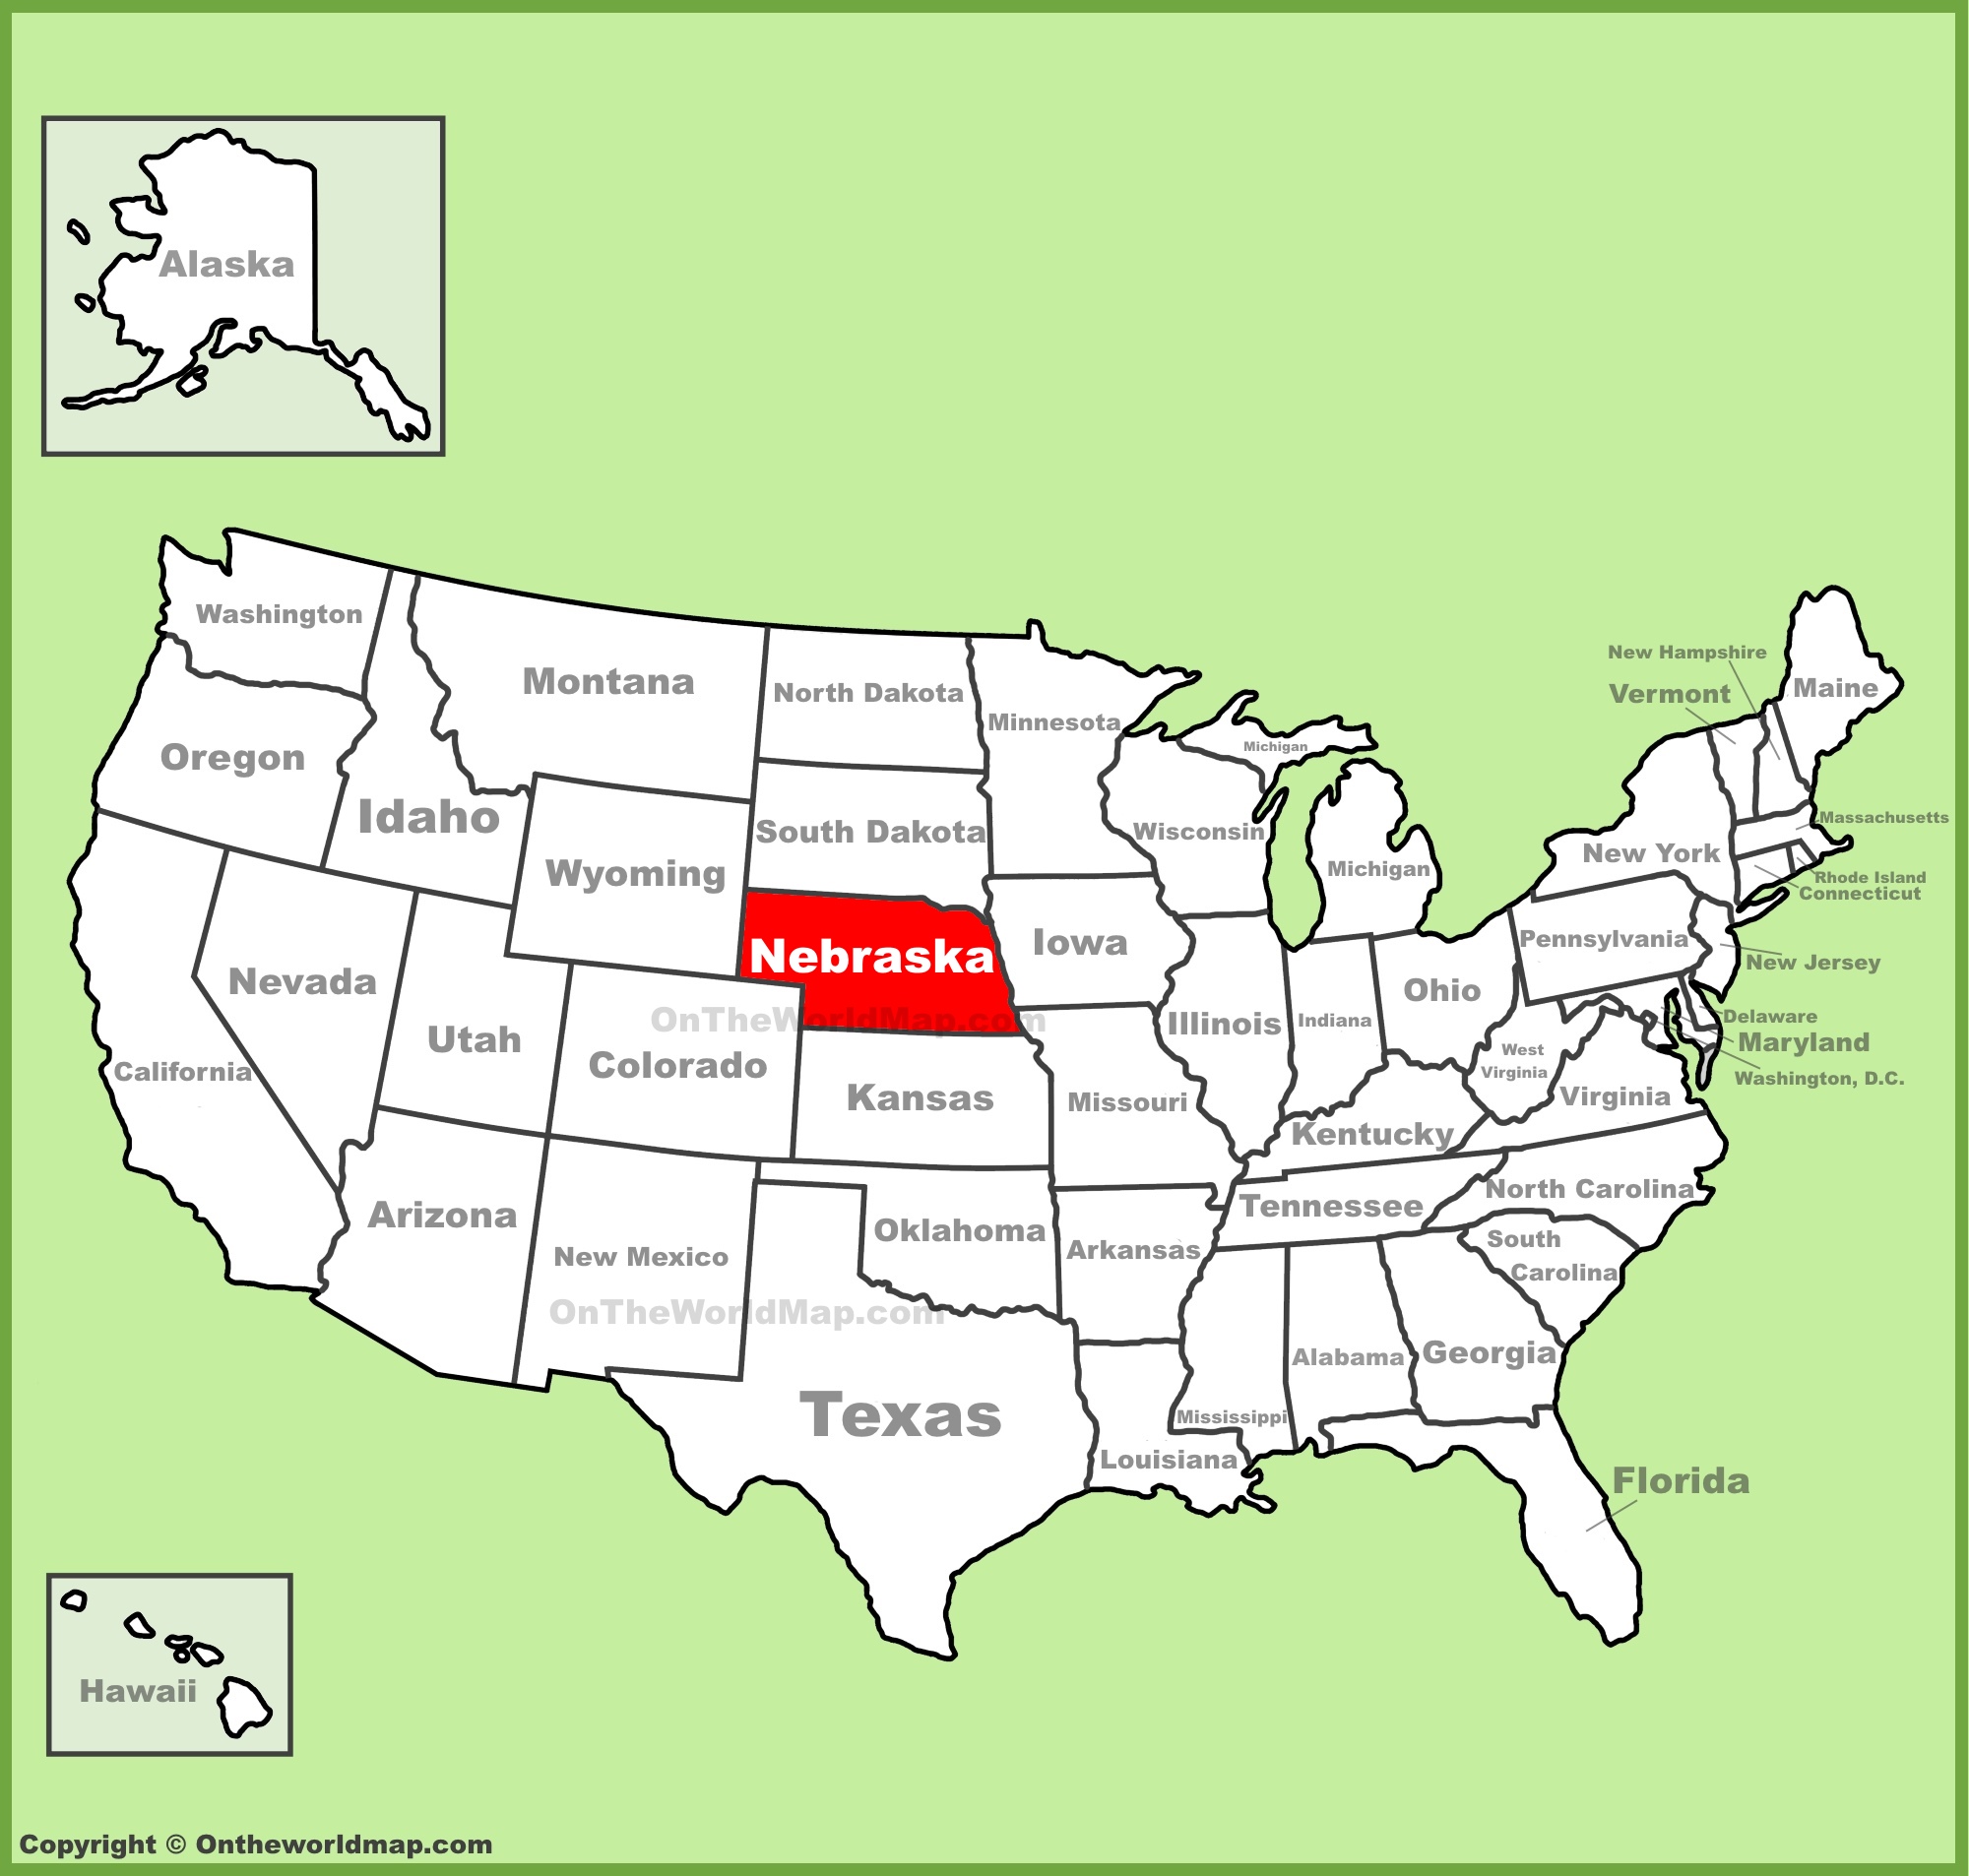 Alaska
Washington
Montana
North Dakota
Minnesota
New Hampshire
Vermont
Maine
Oregon
Idaho
Wyoming
South Dakota
Wisconsin
Michigan
Michigan
New York
Massachusetts
Rhode Island
Connecticut
Nebraska
Iowa
Pennsylvania
New Jersey
Nevada
Utah
Colorado
OnTheWorldMap.com
California
Kansas
Missouri
Illinois
Indiana
Ohio
West
Virginia
Virginia
Delaware
Maryland
Washington, D.C.
Kentucky
Arizona
New Mexico
Oklahoma
Arkansas
Tennessee
North Carolina
South
Carolina
OnTheWorldMap.com
Texas
Louisiana
Mississippi
Alabama
Georgia
Florida
Hawaii
Copyright © Ontheworldmap.com